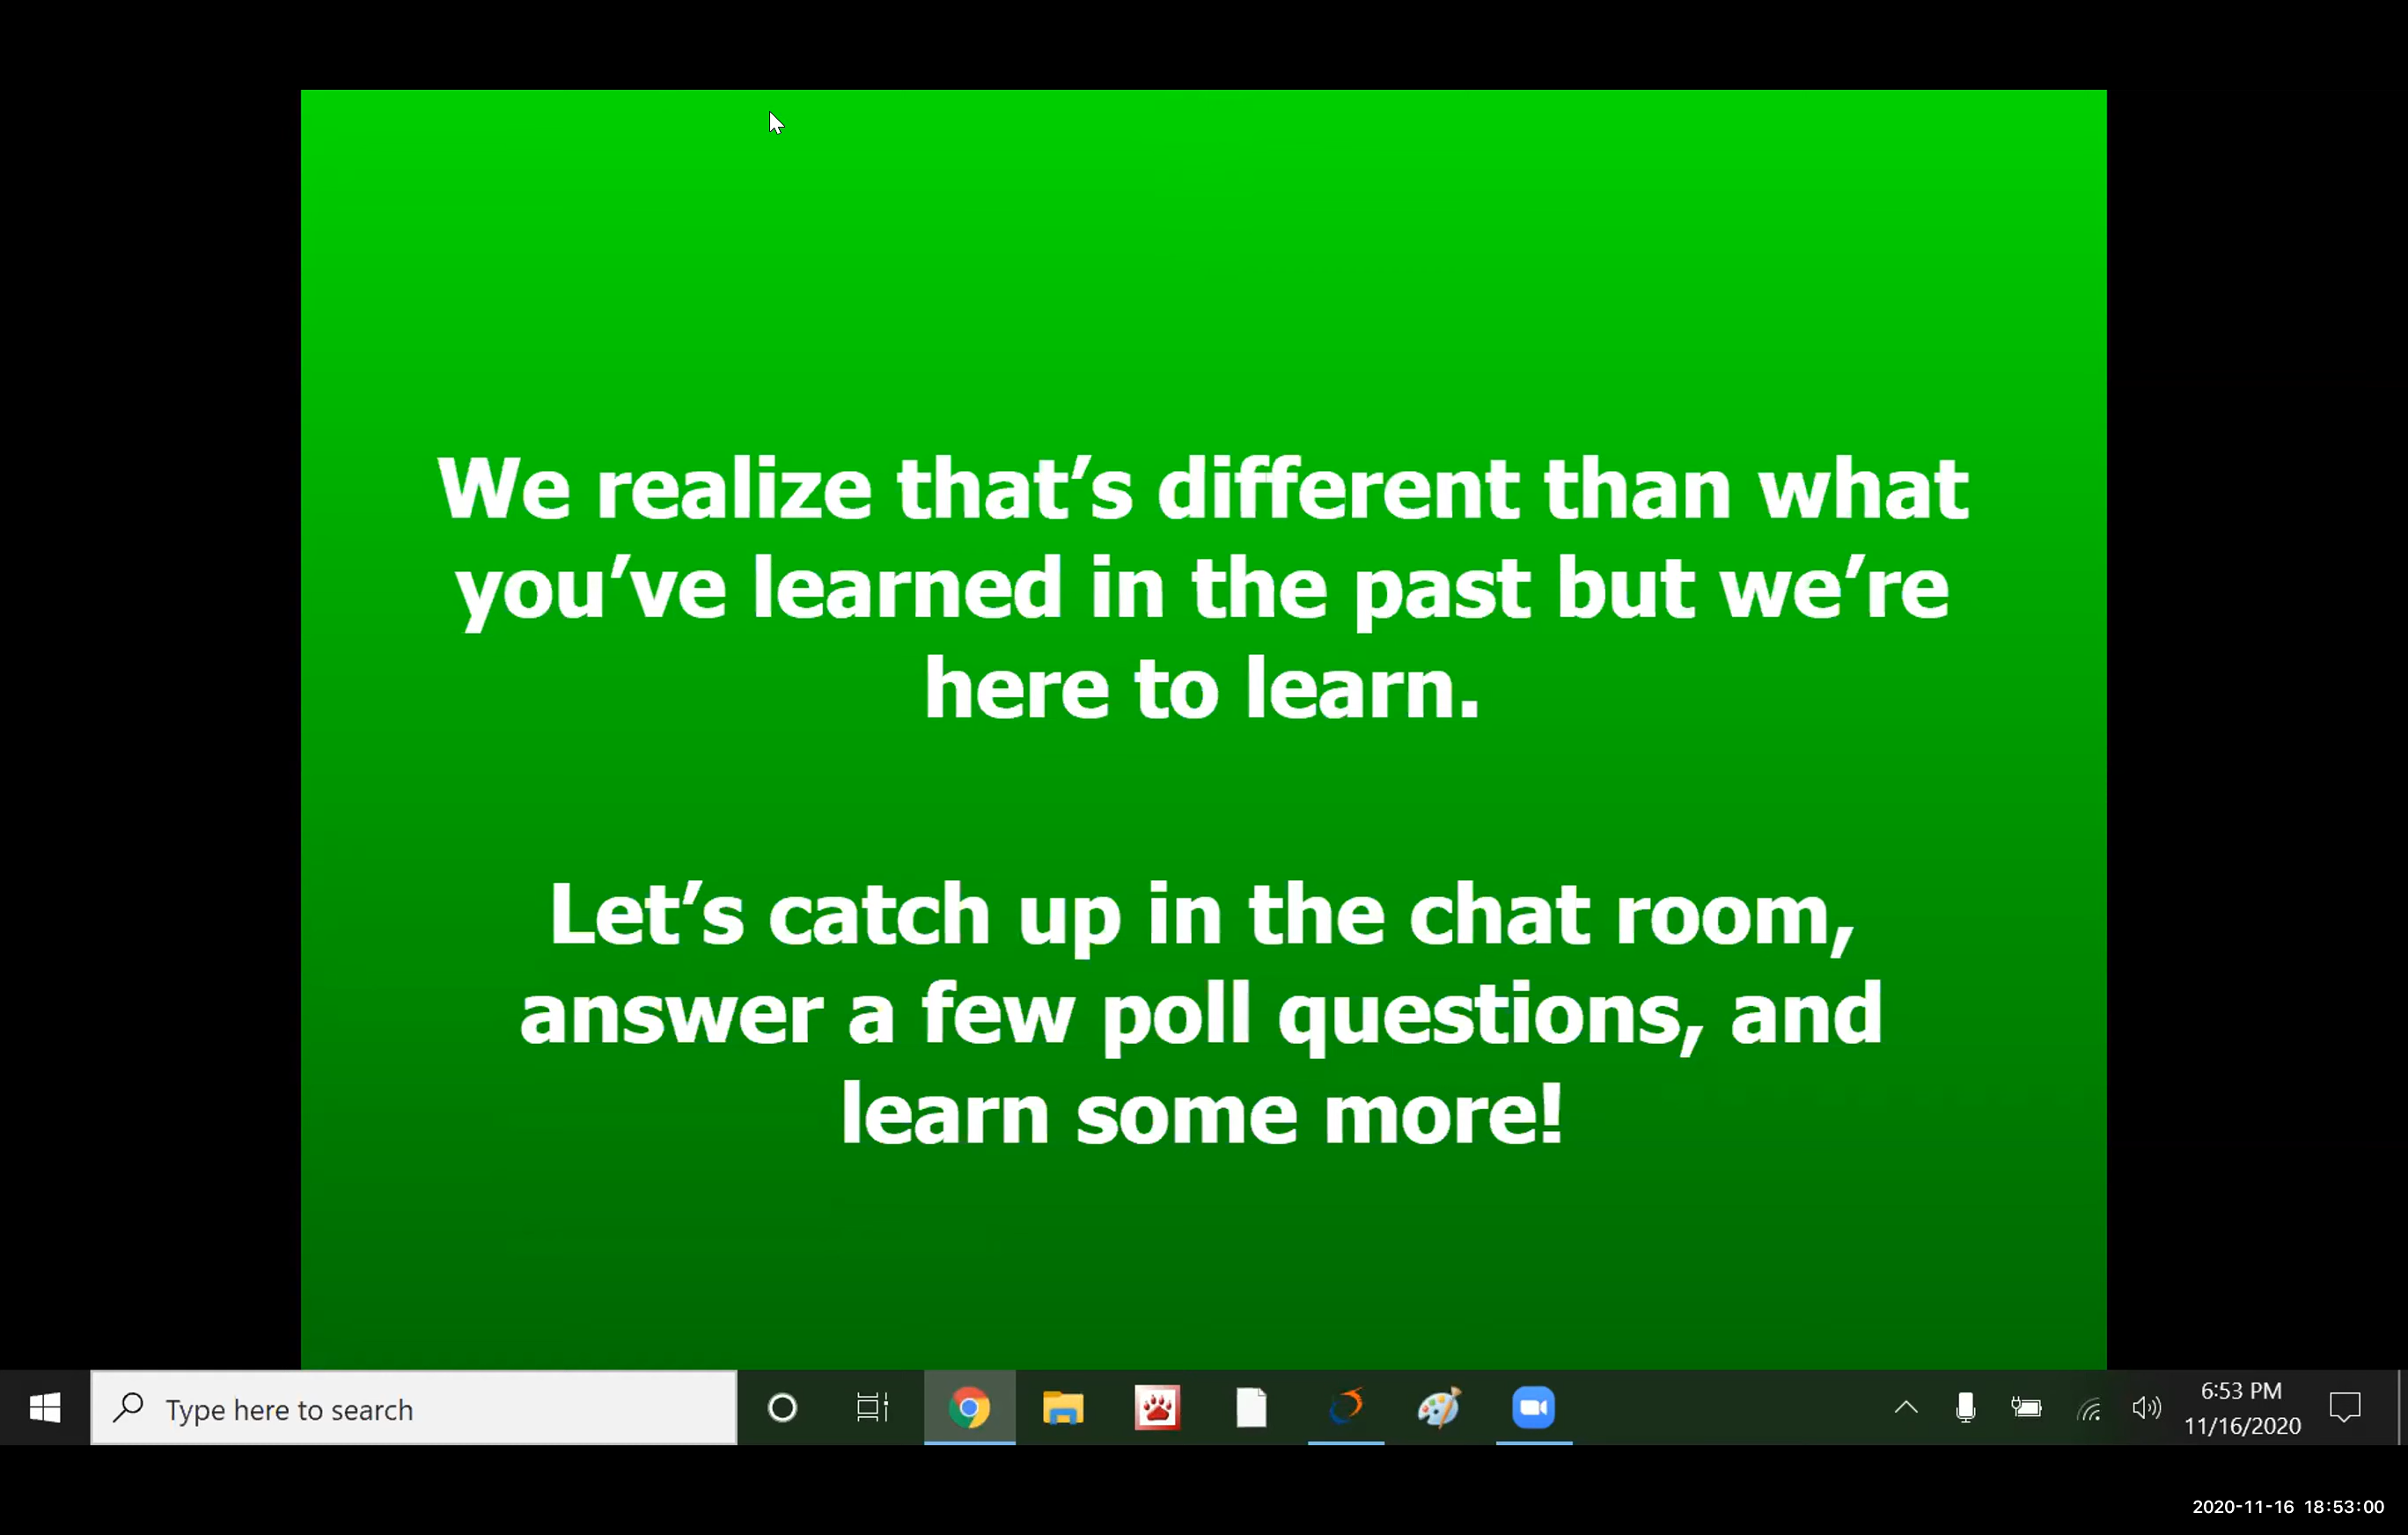 We realize that’s different than what
you’ve learned in the past but we’re
here to learn.
Let’s catch up in the chat room,
answer a few poll questions, and
learn some more!
Type here to search
6:53 PM
11/16/2020
2020-11-16 18:53:00